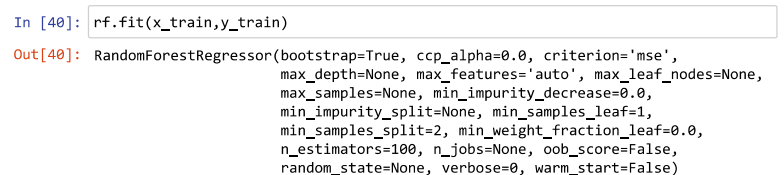 In [40]: rf.fit(x_train,y_train)
Out[40]: RandomForestRegressor(bootstrap=True, ccp_alpha=0.0, criterion='mse',
max_depth=None, max_features='auto', max_leaf_nodes=None,
max_samples=None, min_impurity_decrease=0.0,
min_impurity_split=None, min_samples_leaf=1,
min_samples_split=2, min_weight_fraction_leaf=0.0,
n_estimators=100, n_jobs=None, oob_score=False,
random_state=None, verbose=0, warm_start=False)